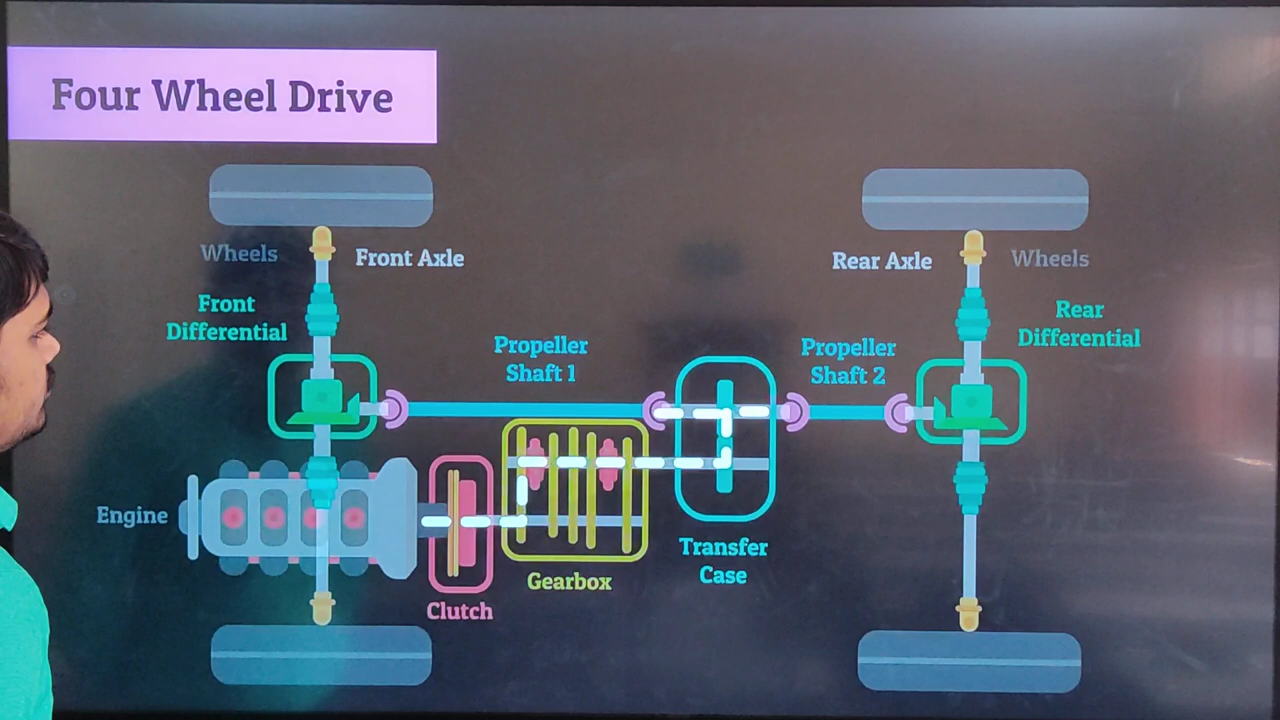 Four Wheel Drive
Wheels
Front Axle
Rear Axle
Wheels
Front
Differential
Rear
Differential
Propeller
Shaft 1
Propeller
Shaft 2
Engine
Transfer
Case
Gearbox
Clutch